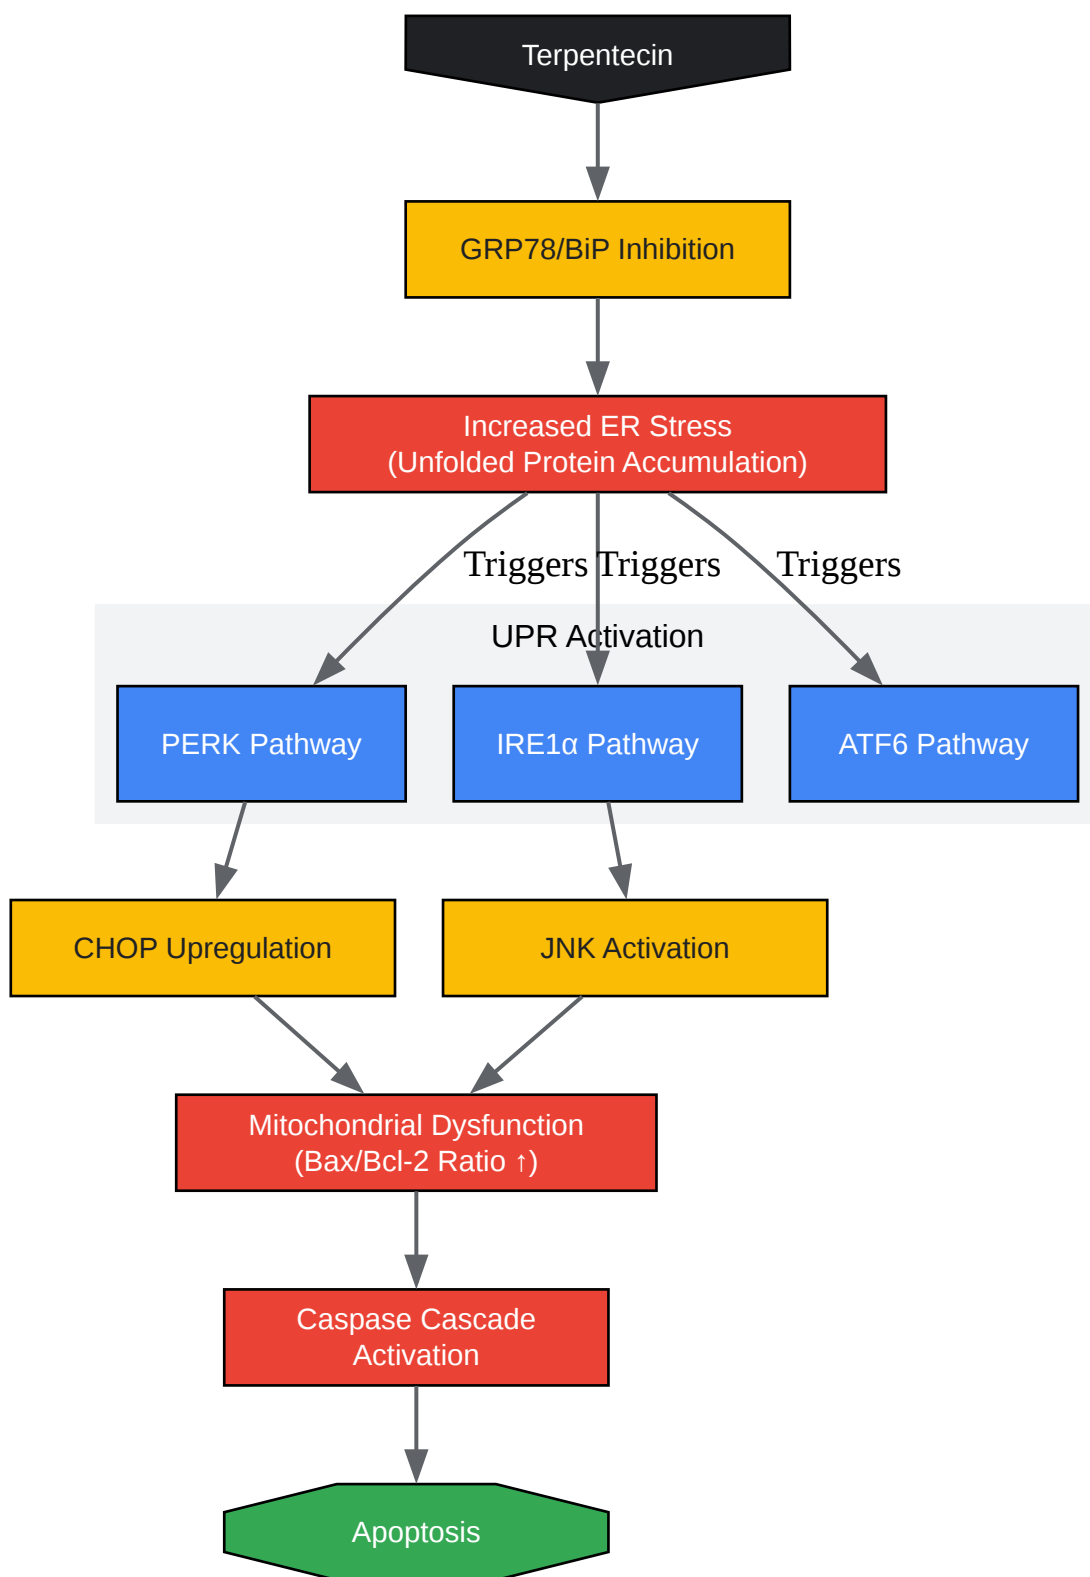 Terpentecin
GRP78/BiP Inhibition
Increased ER Stress
(Unfolded Protein Accumulation)
Triggers Triggers Triggers
UPR Activation
PERK Pathway IRE1α Pathway ATF6 Pathway
CHOP Upregulation JNK Activation
Mitochondrial Dysfunction
(Bax/Bcl-2 Ratio ↑)
Caspase Cascade
Activation
Apoptosis